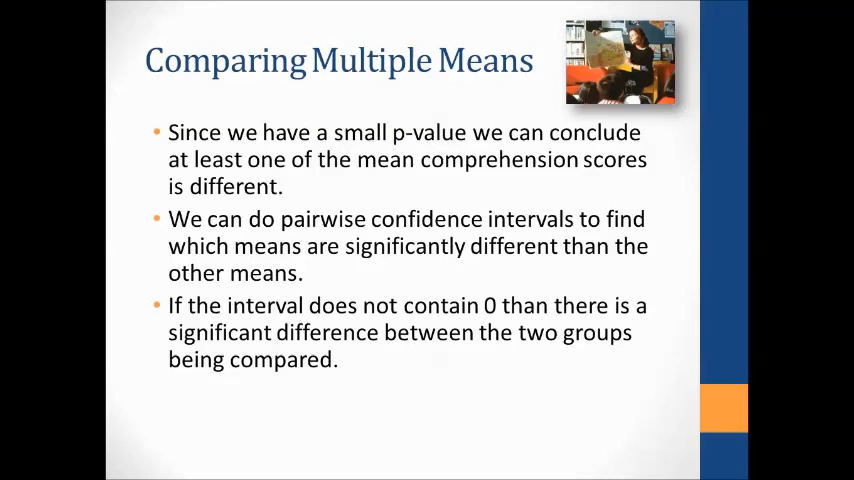 Comparing Multiple Means
• Since we have a small p-value we can conclude
at least one of the mean comprehension scores
is different.
• We can do pairwise confidence intervals to find
which means are significantly different than the
other means.
• If the interval does not contain 0 than there is a
significant difference between the two groups
being compared.